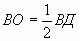 ВО = 1/2 ВД